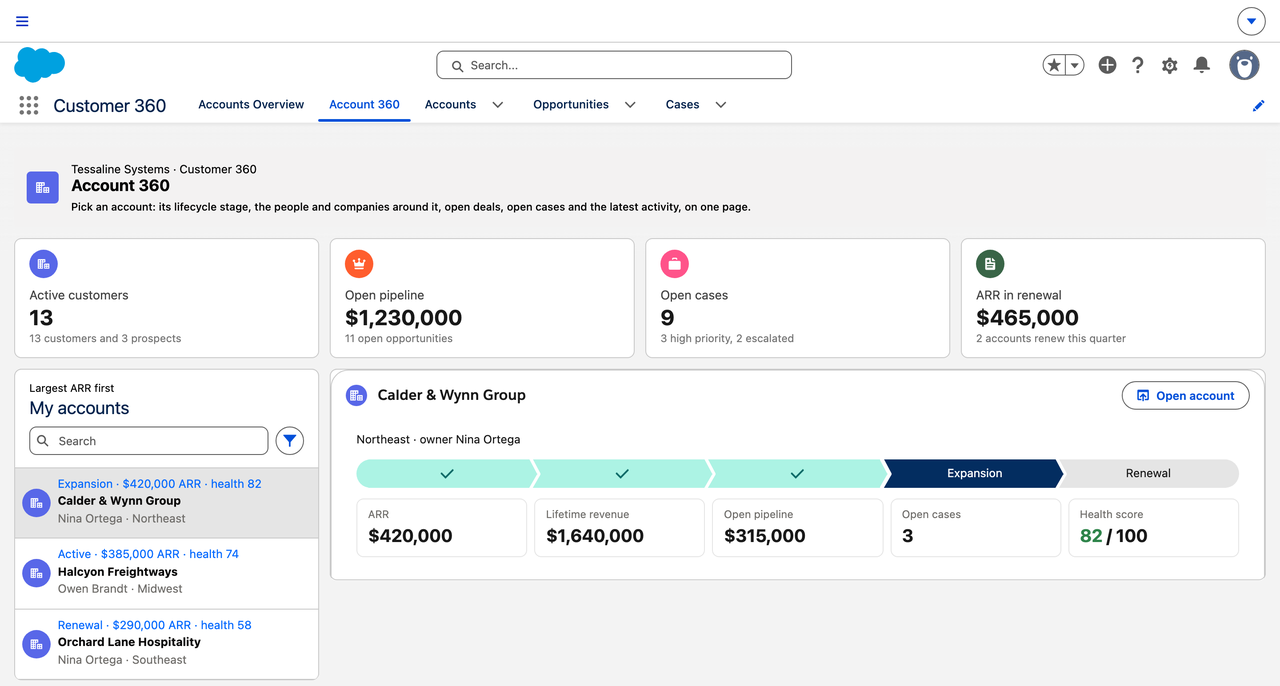 Search...
Customer 360
Accounts Overview
Account 360
Accounts
Opportunities
Cases
Tessaline Systems · Customer 360
Account 360
Pick an account: its lifecycle stage, the people and companies around it, open deals, open cases and the latest activity, on one page.
Active customers
13
13 customers and 3 prospects
Open pipeline
$1,230,000
11 open opportunities
Open cases
9
3 high priority, 2 escalated
ARR in renewal
$465,000
2 accounts renew this quarter
Largest ARR first
My accounts
Search
Expansion · $420,000 ARR · health 82
Calder & Wynn Group
Nina Ortega · Northeast
Active · $385,000 ARR · health 74
Halcyon Freightways
Owen Brandt · Midwest
Renewal · $290,000 ARR · health 58
Orchard Lane Hospitality
Nina Ortega · Southeast
Calder & Wynn Group
Open account
Northeast · owner Nina Ortega
Expansion
Renewal
ARR
$420,000
Lifetime revenue
$1,640,000
Open pipeline
$315,000
Open cases
3
Health score
82 / 100